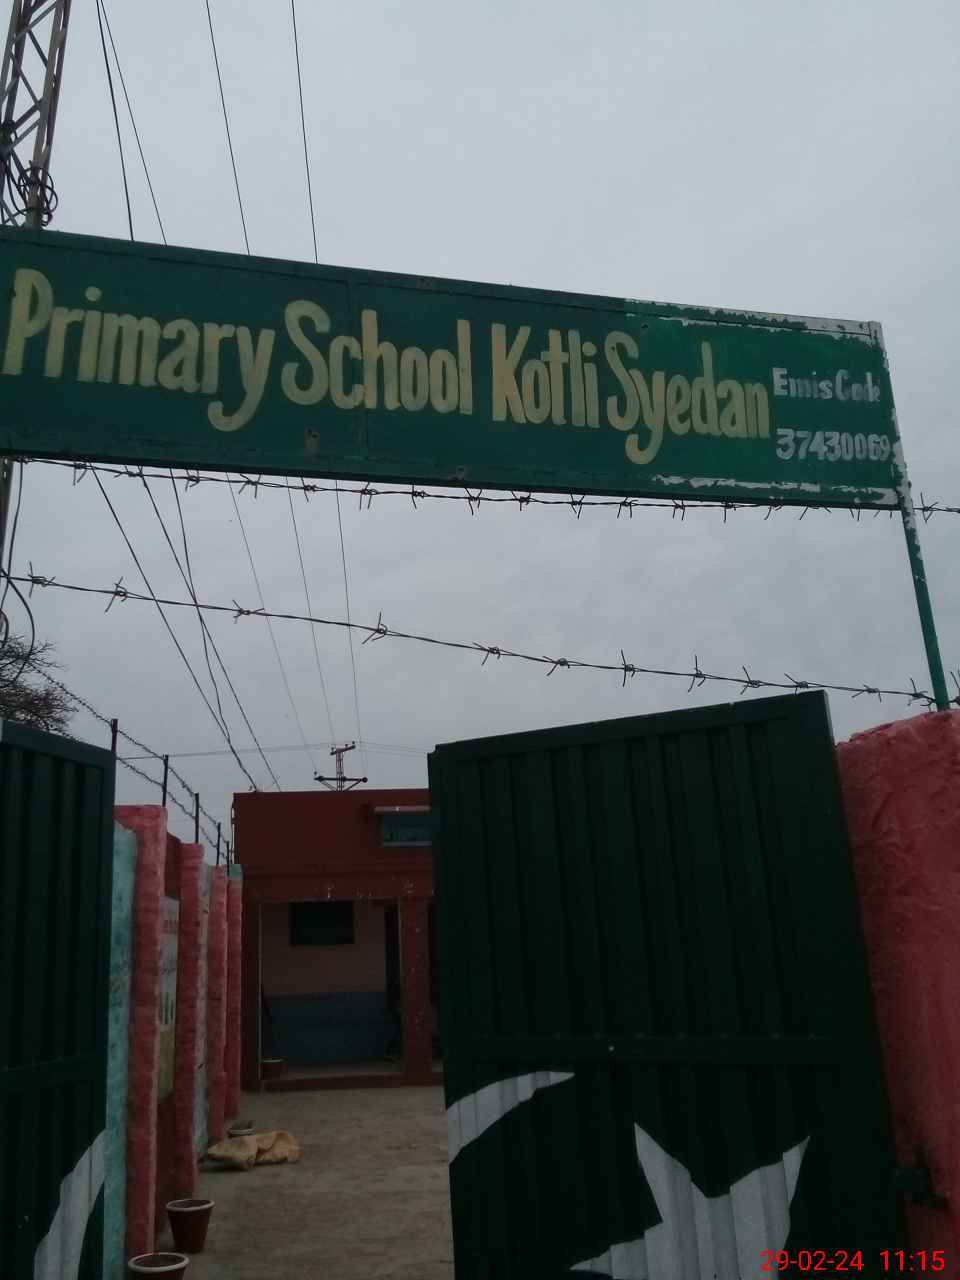 Primary School Kotli Syedan
Emis Code
37430069
29-02-24 11:15